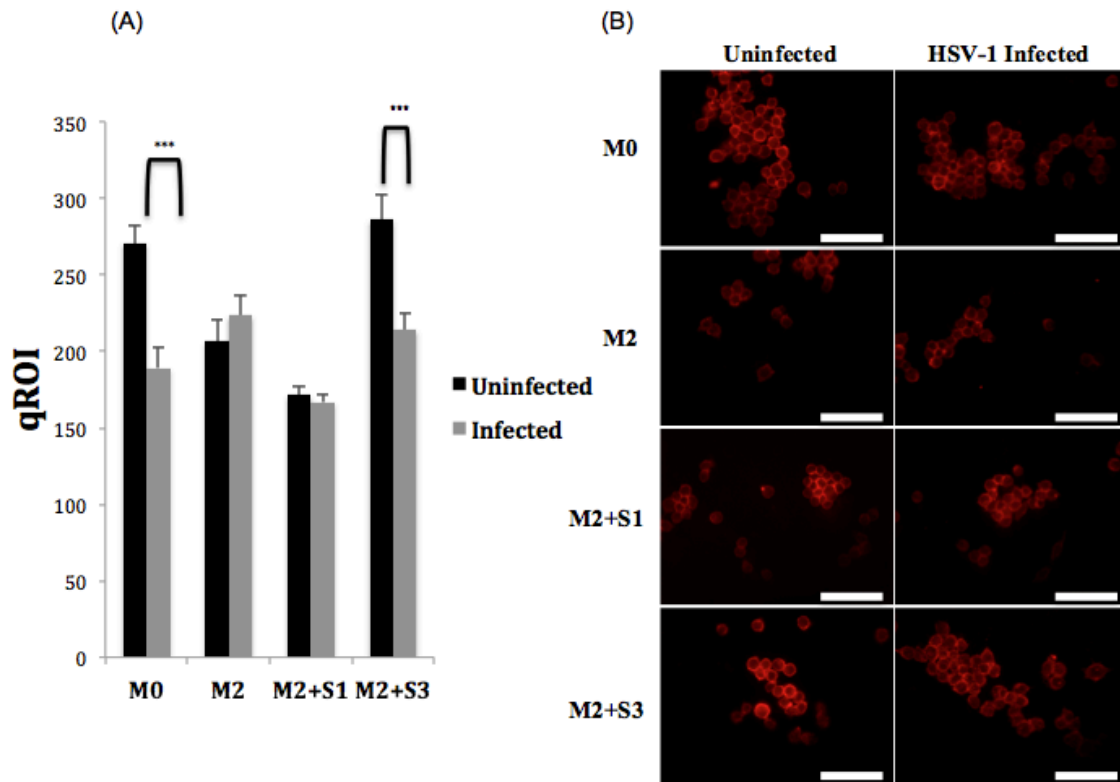 (A)
***
***
350
300
250
200
150
100
50
0
qROI
M0 M2 M2+S1 M2+S3
Uninfected
Infected
(B)
Uninfected HSV-1 Infected
M0
M2
M2+S1
M2+S3